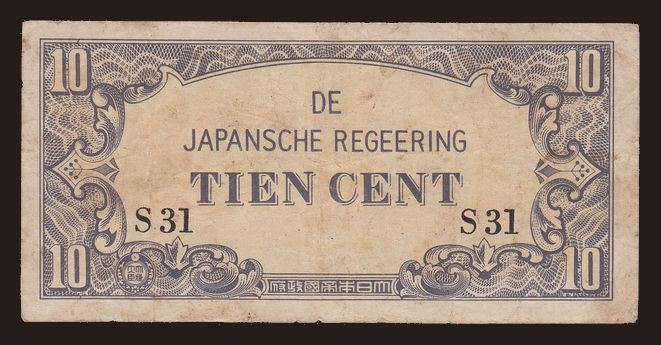 10 10
DE
JAPANSCHE REGEERING
TIEN CENT
S 31 S 31
10 府政國帝本日大 10